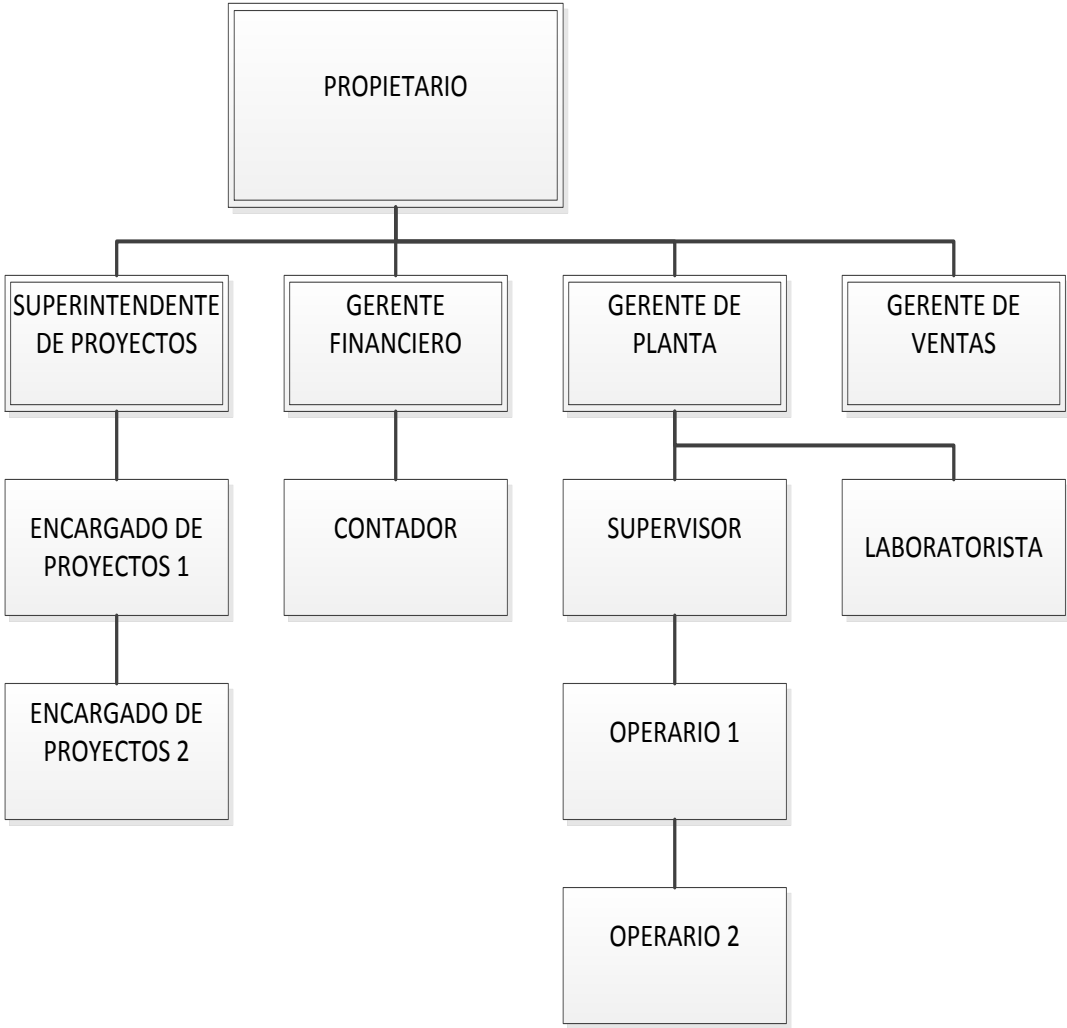 PROPIETARIO
SUPERINTENDENTE
DE PROYECTOS
GERENTE
FINANCIERO
GERENTE DE
PLANTA
GERENTE DE
VENTAS
ENCARGADO DE
PROYECTOS 1
CONTADOR
SUPERVISOR
LABORATORISTA
ENCARGADO DE
PROYECTOS 2
OPERARIO 1
OPERARIO 2